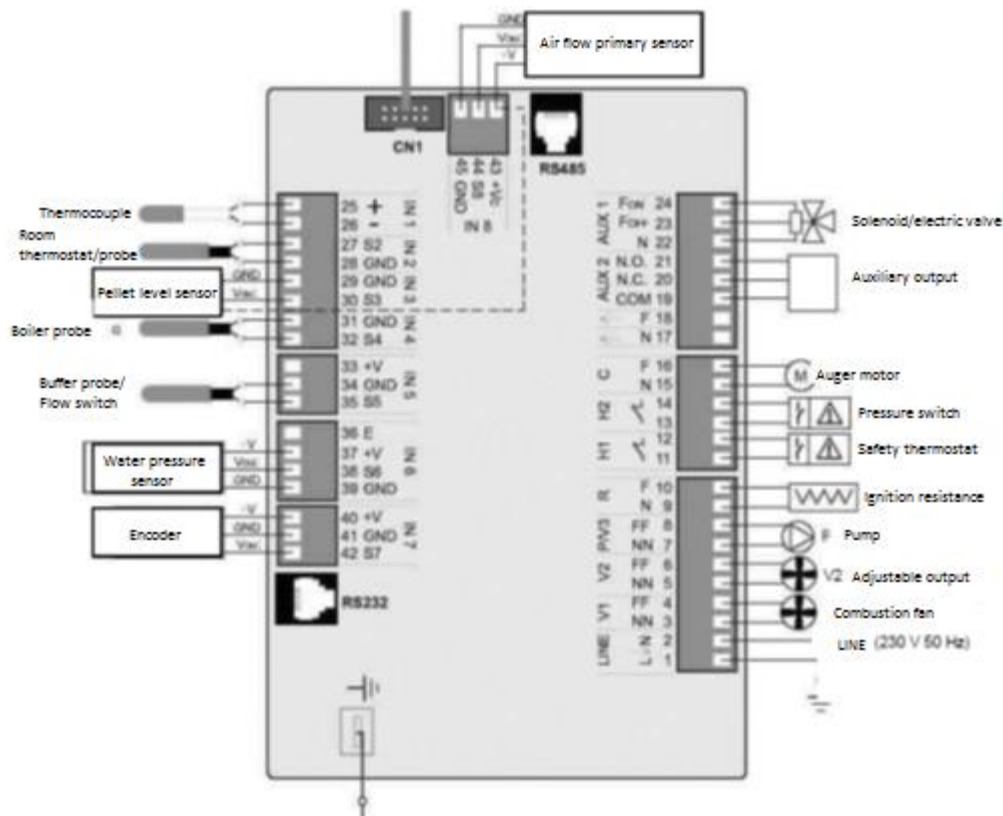 GND
Air flow primary sensor
CN1
45 GND
44 S8
43 +Vc
IN 8
RS485
Thermocouple
25 +
26 -
IN 1
Room
thermostat/probe
27 S2
28 GND
IN 2
Pellet level sensor
GND
29 GND
30 S3
IN 3
Boiler probe
31 GND
32 S4
IN 4
Buffer probe/
Flow switch
33 +V
34 GND
35 S5
IN 5
Water pressure
sensor
GND
36 E
37 +V
38 S6
39 GND
IN 6
Encoder
GND
40 +V
41 GND
42 S7
IN 7
RS232
AUX 1
FON 24
FOFF 23
N 22
Solenoid/electric valve
AUX 2
N.O. 21
N.C. 20
COM 19
Auxiliary output
F 18
N 17
C
F 16
N 15
M
Auger motor
H2
14
13
Pressure switch
H1
12
11
Safety thermostat
R
F 10
N 9
Ignition resistance
P/V3
FF 8
NN 7
P
Pump
V2
FF 6
NN 5
V2
Adjustable output
V1
FF 4
NN 3
Combustion fan
LINE
N 2
L 1
LINE (230 V 50 Hz)